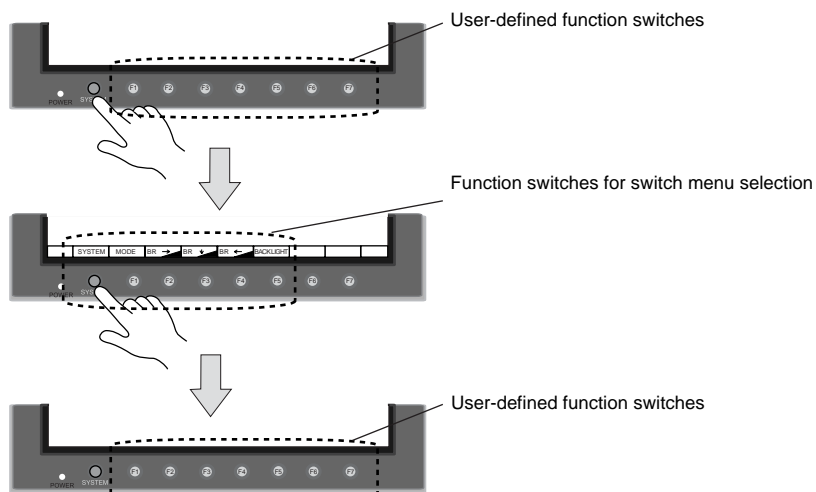 User-defined function switches
F1 F2 F3 F4 F5 F6 F7
POWER SYSTEM
Function switches for switch menu selection
SYSTEM MODE BR → BR ↓ BR ← BACKLIGHT
F1 F2 F3 F4 F5 F6 F7
POWER SYSTEM
User-defined function switches
F1 F2 F3 F4 F5 F6 F7
POWER SYSTEM